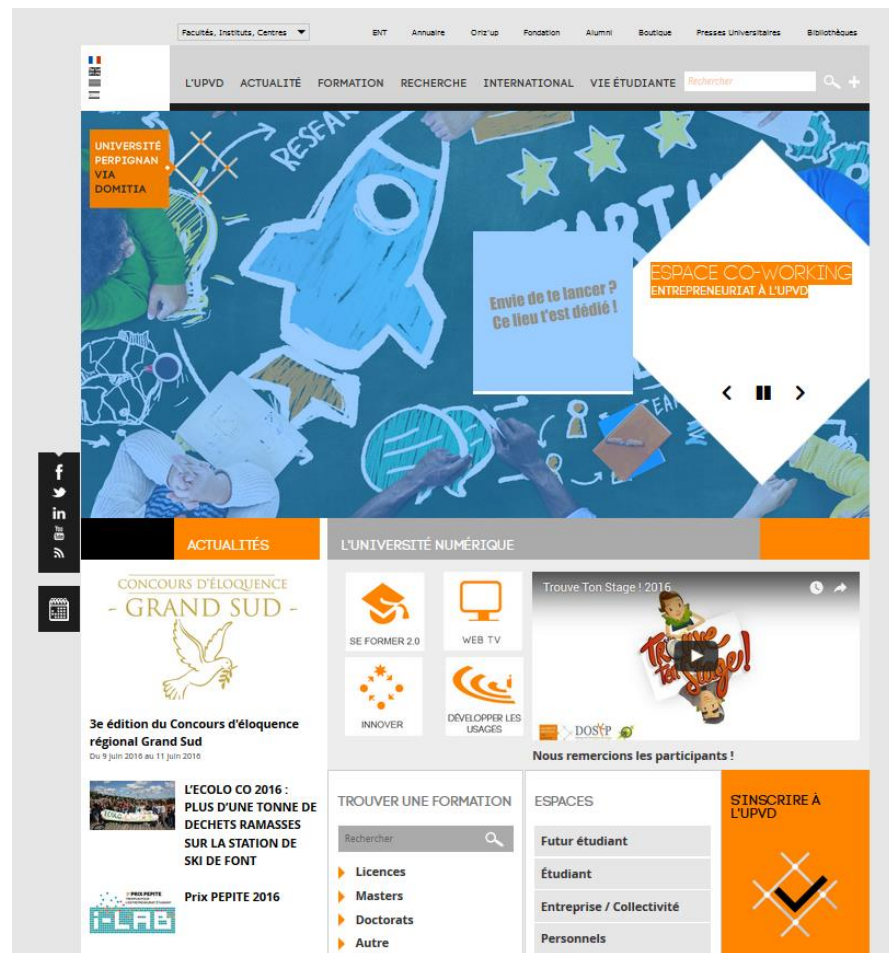 Facultés, Instituts, Centres
ENT Annuaire Oriz'up Fondation Alumni Boutique Presses Universitaires Bibliothèques
L'UPVD ACTUALITÉ FORMATION RECHERCHE INTERNATIONAL VIE ÉTUDIANTE Rechercher
UNIVERSITÉ
PERPIGNAN
VIA
DOMITIA
RESEAR
STARTU
Envie de te lancer ?
Ce lieu t'est dédié !
ESPACE CO-WORKING
ENTREPRENEURIAT À L'UPVD
TEAM
ACTUALITÉS
L'UNIVERSITÉ NUMÉRIQUE
CONCOURS D'ÉLOQUENCE
- GRAND SUD -
3e édition du Concours d'éloquence
régional Grand Sud
Du 9 juin 2016 au 11 juin 2016
L'ECOLO CO 2016 :
PLUS D'UNE TONNE DE
DECHETS RAMASSES
SUR LA STATION DE
SKI DE FONT
i-LAB
Prix PEPITE 2016
SE FORMER 2.0
WEB TV
INNOVER
DÉVELOPPER LES
USAGES
Trouve Ton Stage ! 2016
Trouve
Ton
Stage!
DOSIP
Nous remercions les participants !
TROUVER UNE FORMATION
Rechercher
Licences
Masters
Doctorats
Autre
ESPACES
Futur étudiant
Étudiant
Entreprise / Collectivité
Personnels
S'INSCRIRE À
L'UPVD